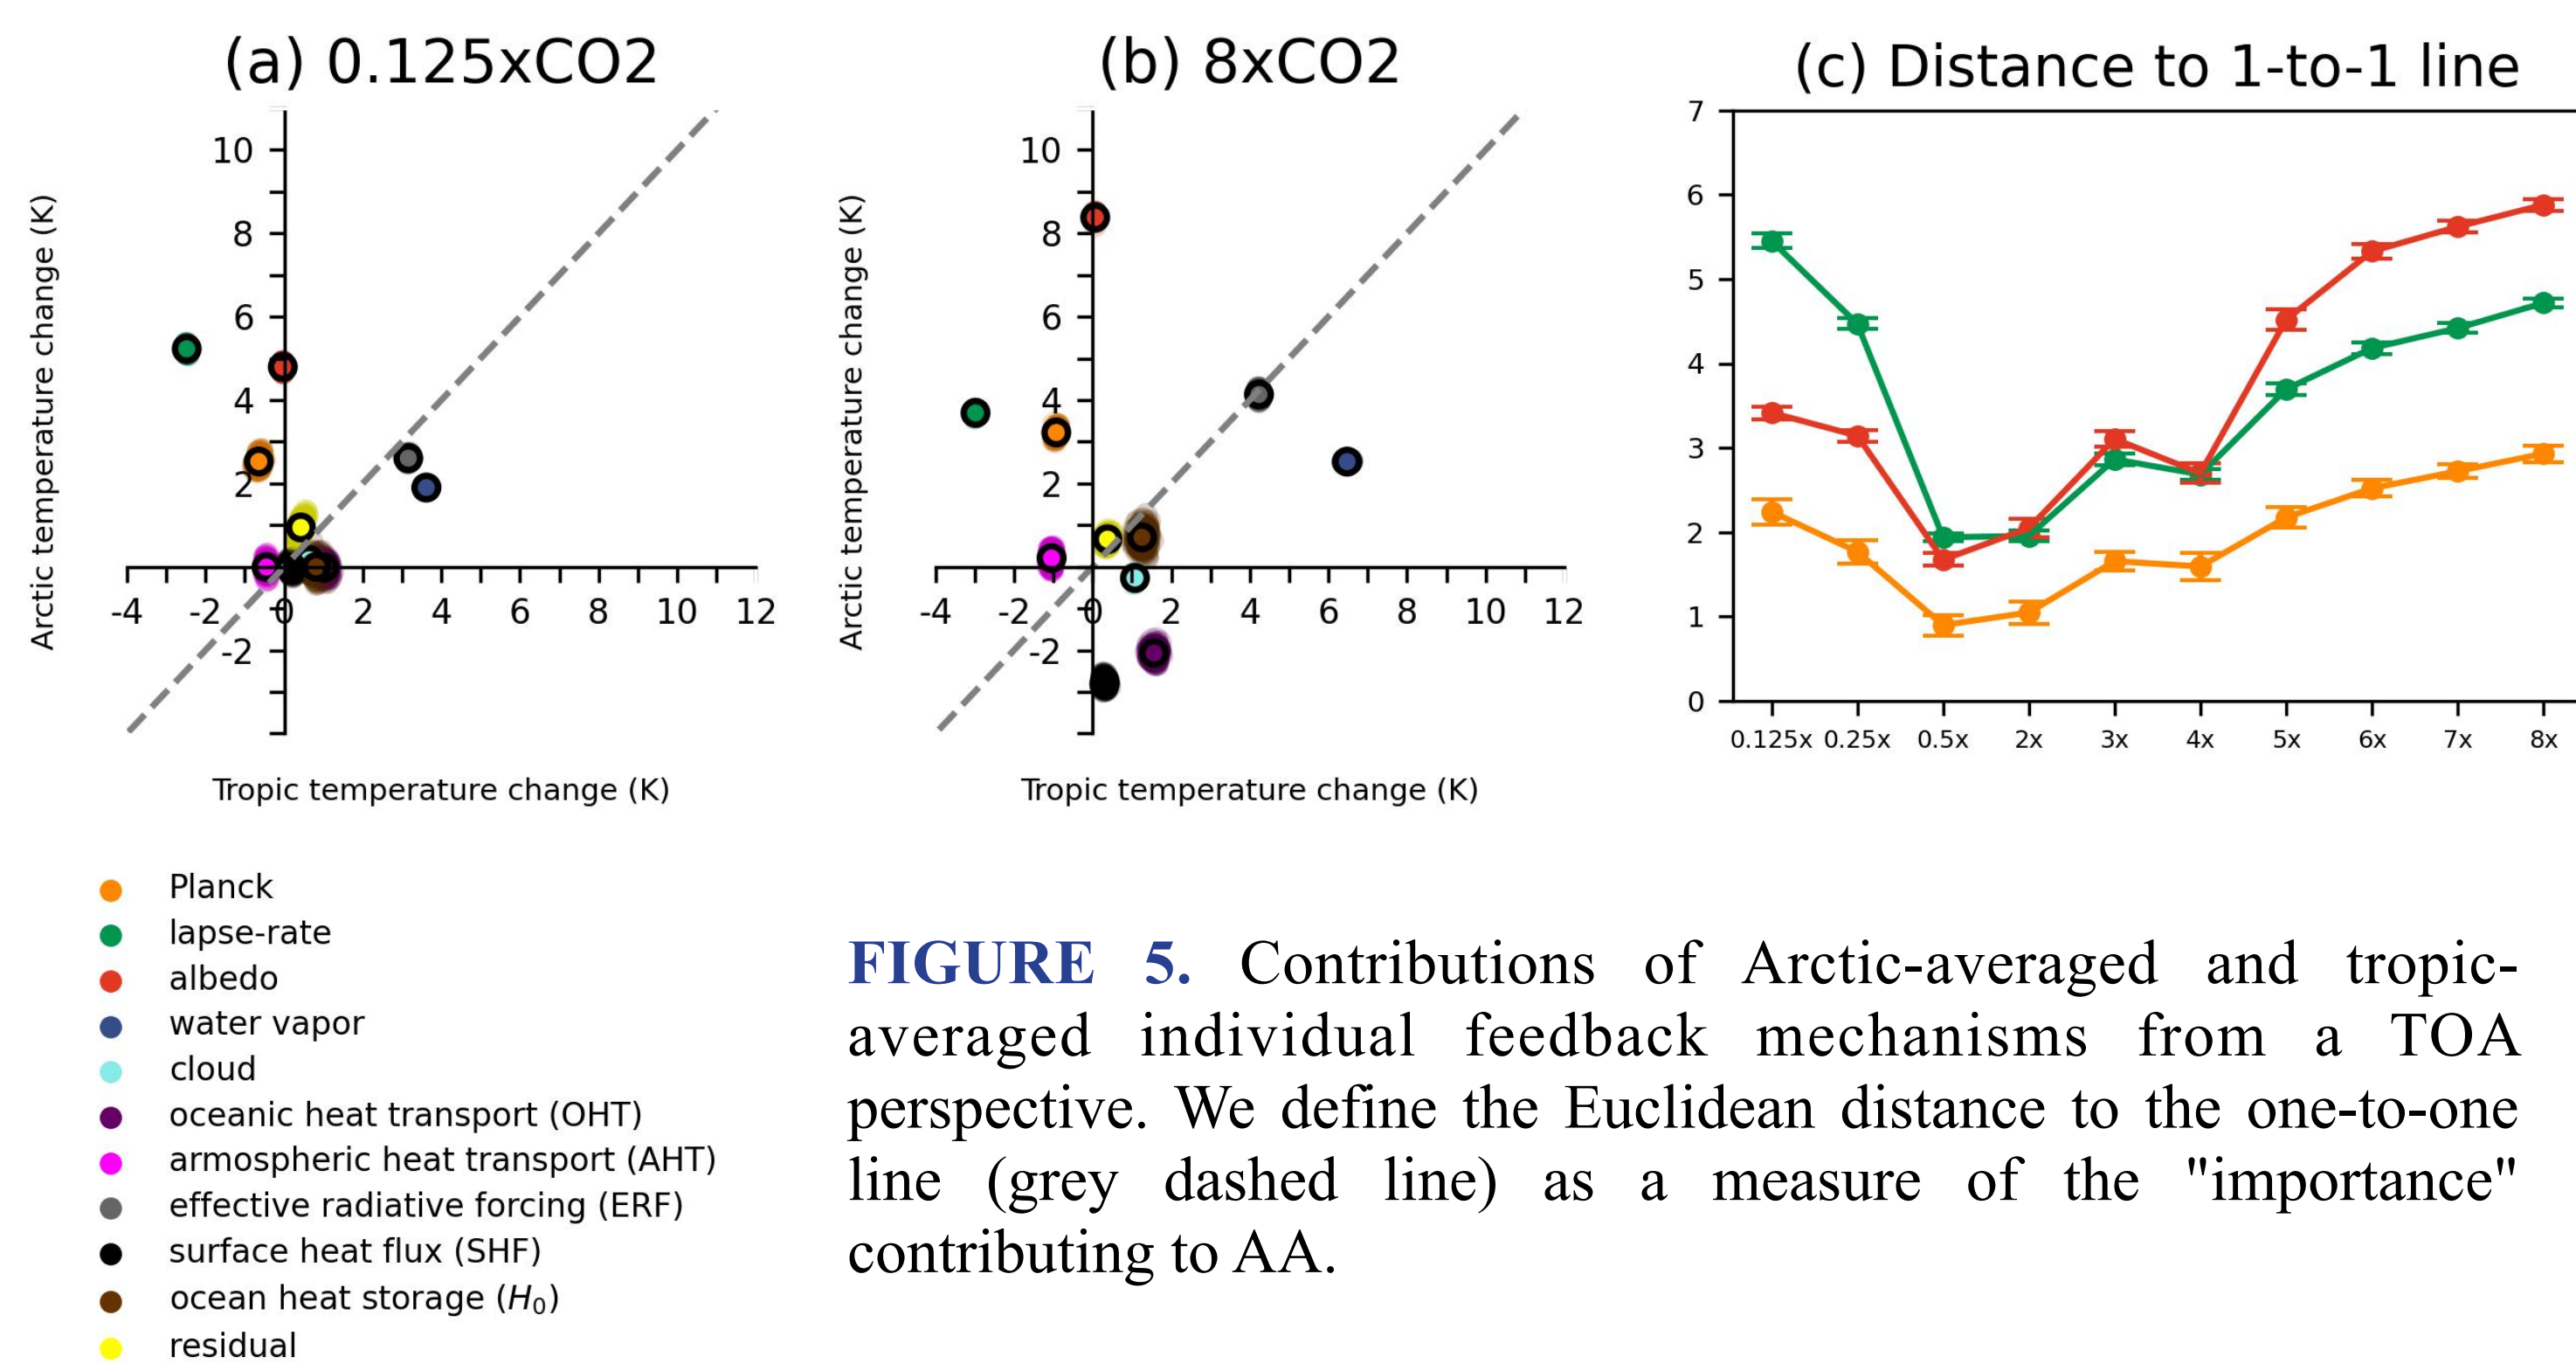 (a) 0.125xCO2
Arctic temperature change (K)
10
8
6
4
2
-2
-4 -2 0 2 4 6 8 10 12
Tropic temperature change (K)
(b) 8xCO2
Arctic temperature change (K)
10
8
6
4
2
-2
-4 -2 0 2 4 6 8 10 12
Tropic temperature change (K)
(c) Distance to 1-to-1 line
7
6
5
4
3
2
1
0
0.125x 0.25x 0.5x 2x 3x 4x 5x 6x 7x 8x
Planck
lapse-rate
albedo
water vapor
cloud
oceanic heat transport (OHT)
armospheric heat transport (AHT)
effective radiative forcing (ERF)
surface heat flux (SHF)
ocean heat storage (H₀)
residual
FIGURE 5. Contributions of Arctic-averaged and tropic-
averaged individual feedback mechanisms from a TOA
perspective. We define the Euclidean distance to the one-to-one
line (grey dashed line) as a measure of the "importance"
contributing to AA.